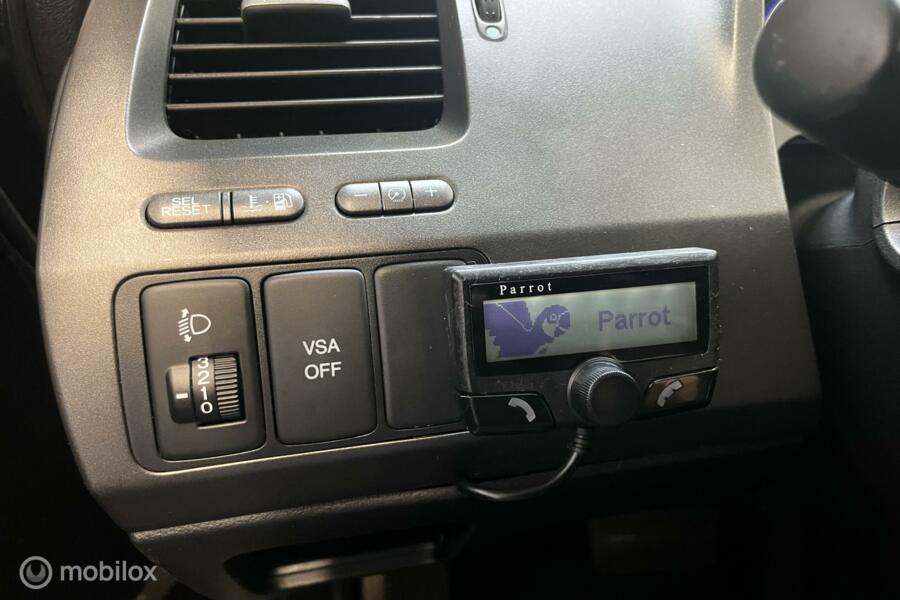 SEL
RESET
- +
Parrot
Parrot
3
2
1
0
VSA
OFF
mobilox